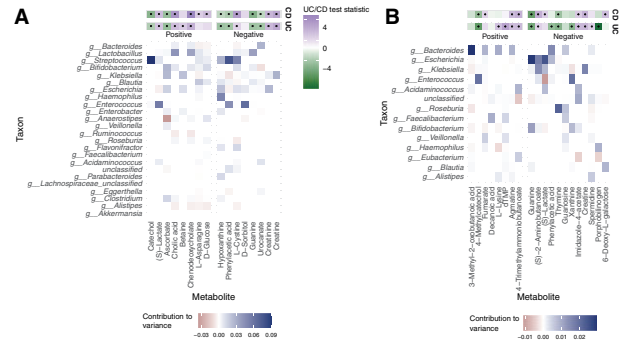 A
CD
UC
UC/CD test statistic
4
0
−4
Positive
Negative
Taxon
g__Bacteroides
g__Lactobacillus
g__Streptococcus
g__Bifidobacterium
g__Klebsiella
g__Blautia
g__Escherichia
g__Haemophilus
g__Enterococcus
g__Enterobacter
g__Anaerostipes
g__Veillonella
g__Ruminococcus
g__Roseburia
g__Flavonifractor
g__Faecalibacterium
g__Acidaminococcus
unclassified
g__Parabacteroides
g__Lachnospiraceae_unclassified
g__Eggerthella
g__Clostridium
g__Alistipes
g__Akkermansia
Catechol
(S)-Lactate
Ascorbate
Cholic acid
Betaine
Chenodeoxycholate
L-Asparagine
D-Glucose
Hypoxanthine
Phenylacetic acid
L-Cystine
D-Sorbitol
Guanine
Urocanate
Creatinine
Creatine
Metabolite
Contribution to variance
−0.03
0.00
0.03
0.06
0.09
B
CD
UC
Positive
Negative
Taxon
g__Bacteroides
g__Escherichia
g__Klebsiella
g__Enterococcus
g__Acidaminococcus
unclassified
g__Roseburia
g__Faecalibacterium
g__Bifidobacterium
g__Veillonella
g__Haemophilus
g__Eubacterium
g__Blautia
g__Alistipes
3-Methyl-2-oxobutanoic acid
4-Methylcatechol
Fumarate
Decanoic acid
L-Lysine
dTMP
Agmatine
4-Trimethylammoniobutanoate
Guanine
(S)-2-Aminobutanoate
(S)-Lactate
Phenylacetic acid
Thymine
Guanosine
Xanthine
Imidazole-4-acetate
Creatine
Spermidine
Porphobilinogen
6-Deoxy-L-galactose
Metabolite
Contribution to variance
−0.01
0.00
0.01
0.02